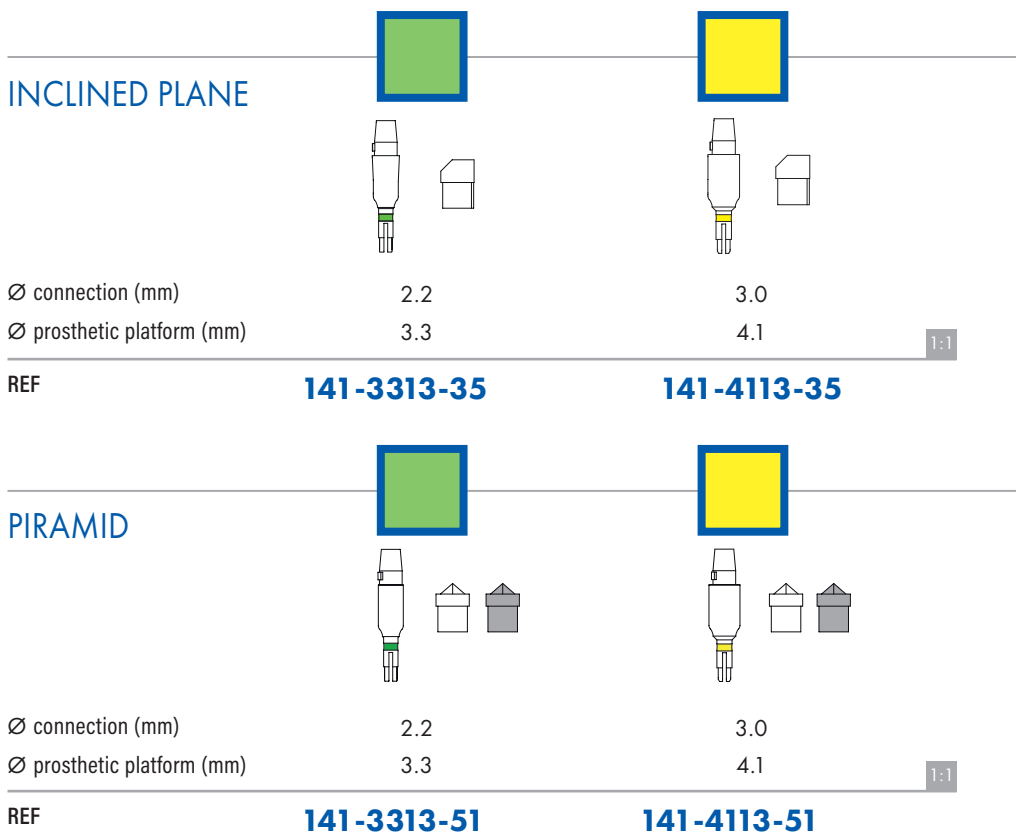 INCLINED PLANE
Ø connection (mm) 2.2 3.0
Ø prosthetic platform (mm) 3.3 4.1
1:1
REF 141-3313-35 141-4113-35
PIRAMID
Ø connection (mm) 2.2 3.0
Ø prosthetic platform (mm) 3.3 4.1
1:1
REF 141-3313-51 141-4113-51